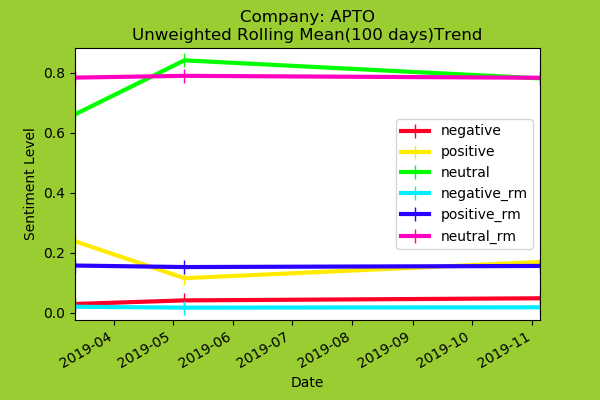 Company: APTO
Unweighted Rolling Mean(100 days)Trend
Sentiment Level
0.8
0.6
0.4
0.2
0.0
negative
positive
neutral
negative_rm
positive_rm
neutral_rm
2019-04
2019-05
2019-06
2019-07
2019-08
2019-09
2019-10
2019-11
Date